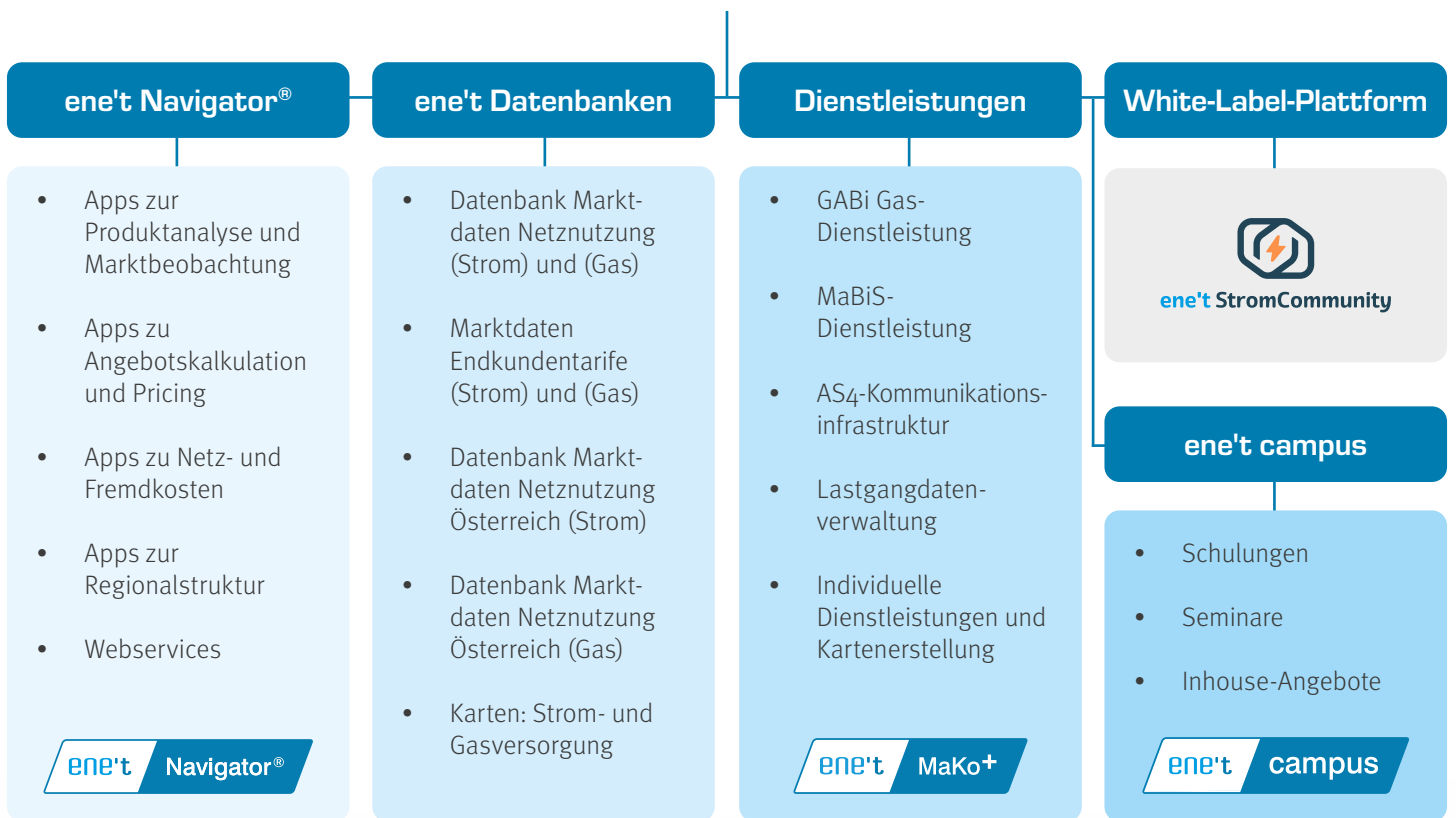 ene't Navigator®
• Apps zur
Produktanalyse und
Marktbeobachtung
• Apps zu
Angebotskalkulation
und Pricing
• Apps zu Netz- und
Fremdkosten
• Apps zur
Regionalstruktur
• Webservices
ene't Navigator®
ene't Datenbanken
• Datenbank Markt-
daten Netznutzung
(Strom) und (Gas)
• Marktdaten
Endkundentarife
(Strom) und (Gas)
• Datenbank Markt-
daten Netznutzung
Österreich (Strom)
• Datenbank Markt-
daten Netznutzung
Österreich (Gas)
• Karten: Strom- und
Gasversorgung
Dienstleistungen
• GABi Gas-
Dienstleistung
• MaBiS-
Dienstleistung
• AS4-Kommunikations-
infrastruktur
• Lastgangdaten-
verwaltung
• Individuelle
Dienstleistungen und
Kartenerstellung
ene't MaKo+
White-Label-Plattform
ene't StromCommunity
ene't campus
• Schulungen
• Seminare
• Inhouse-Angebote
ene't campus